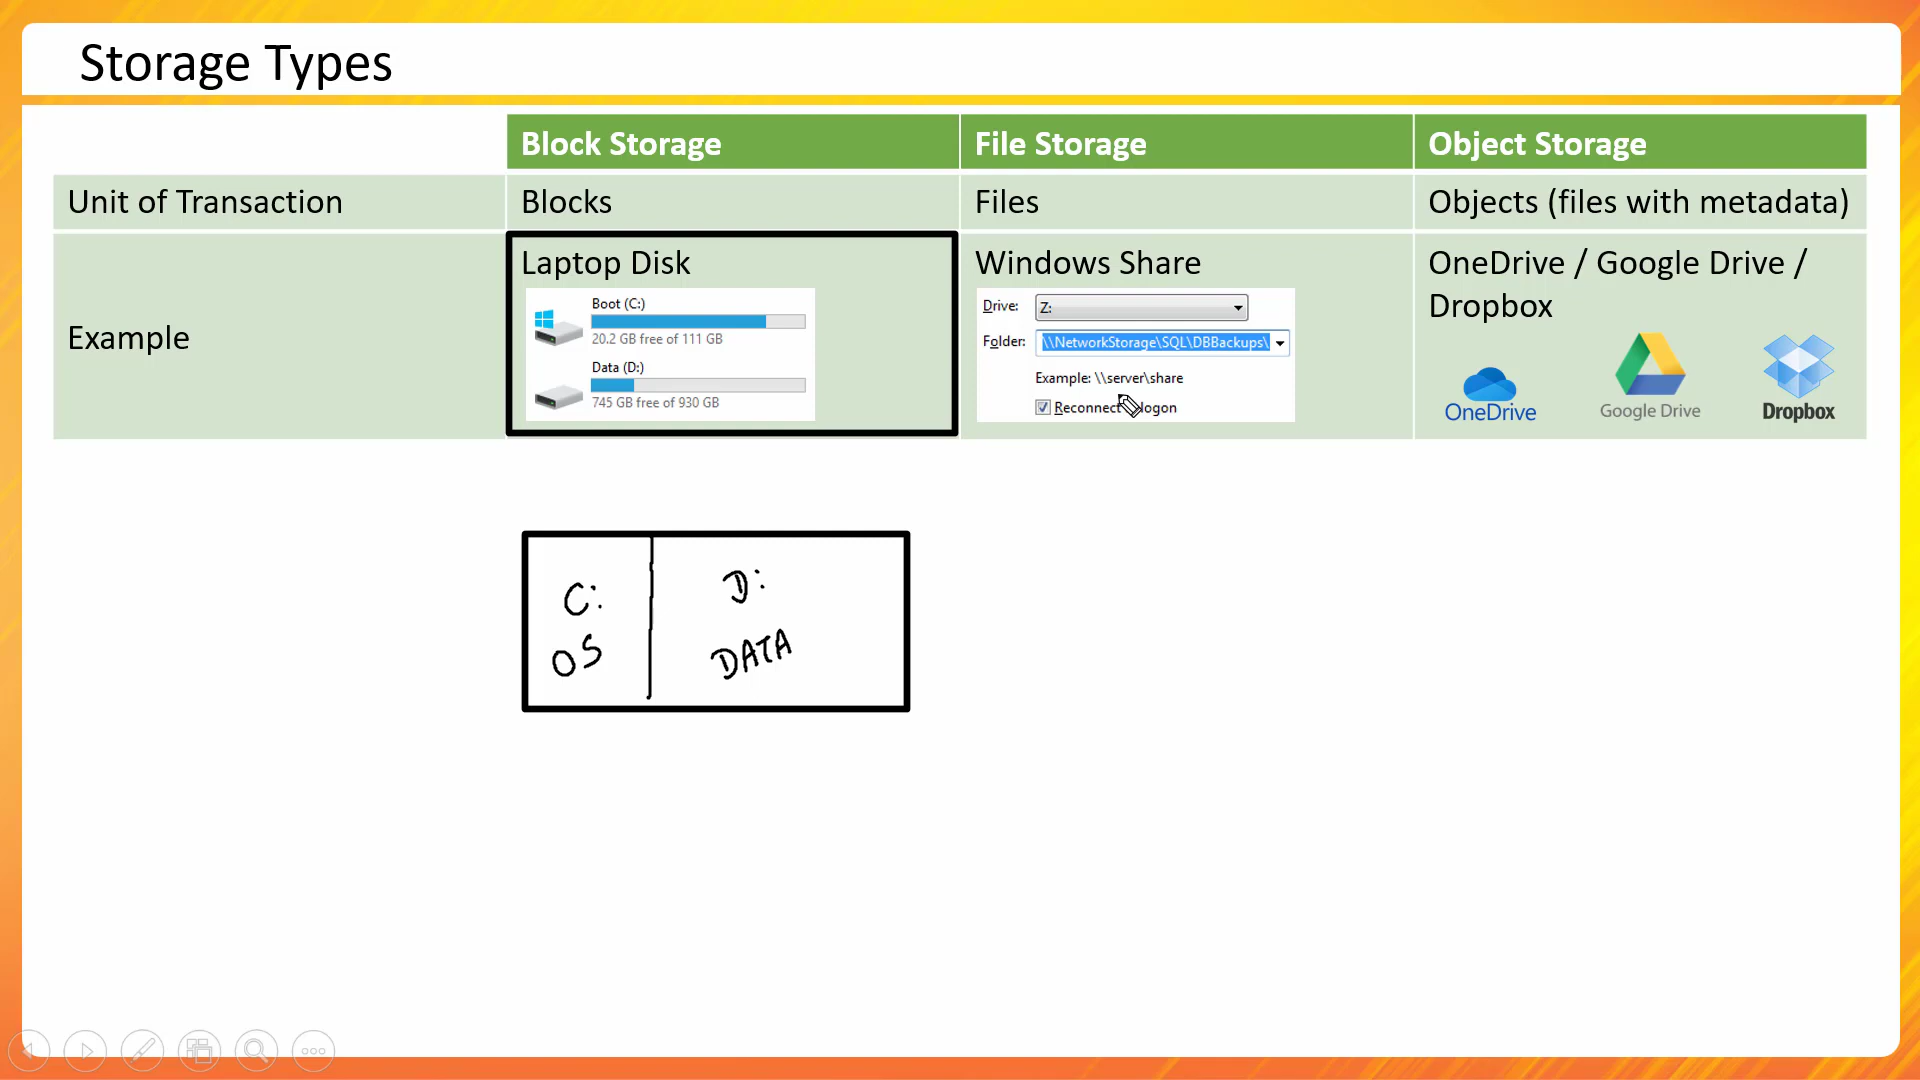 Storage Types
Block Storage
File Storage
Object Storage
Unit of Transaction
Blocks
Files
Objects (files with metadata)
Example
Laptop Disk
Boot (C:)
20.2 GB free of 111 GB
Data (D:)
745 GB free of 930 GB
Windows Share
Drive: Z:
Folder: \\NetworkStorage\SQL\DBBackups\
Example: \\server\share
Reconnect logon
OneDrive / Google Drive /
Dropbox
OneDrive
Google Drive
Dropbox
C:
OS
D:
DATA